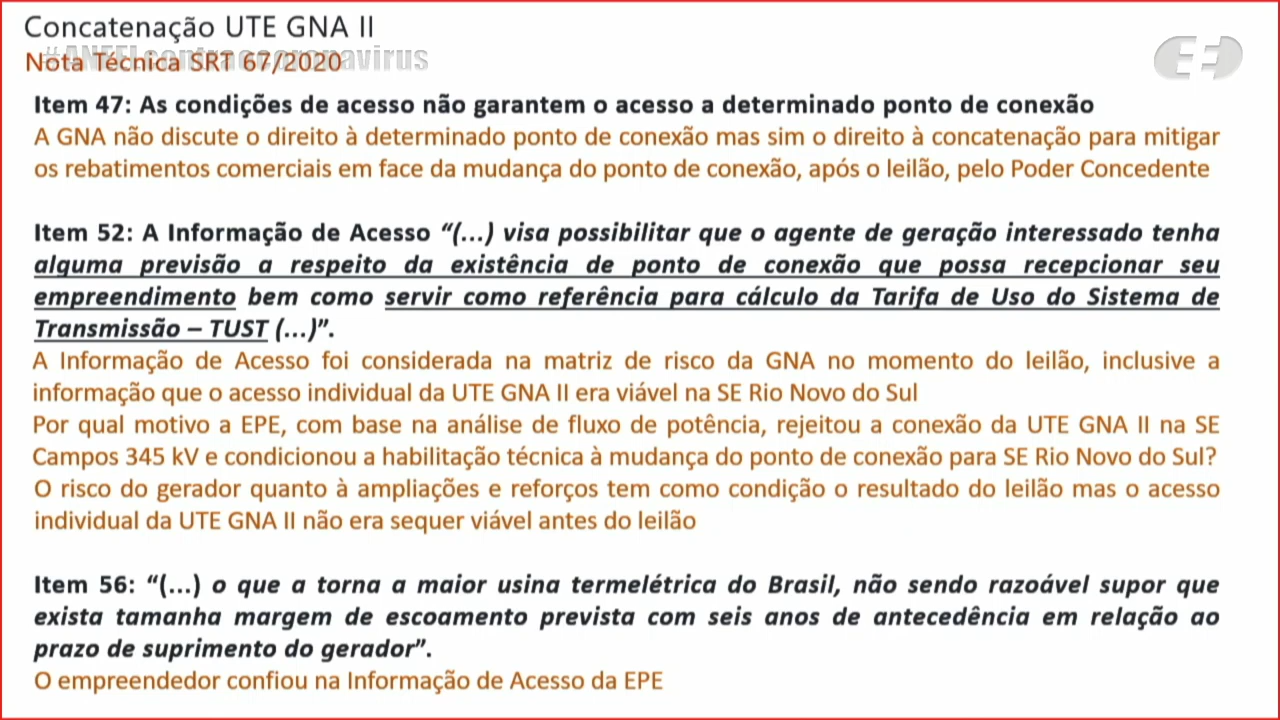 Concatenação UTE GNA II
#ANEELcontraocoronavirus
Nota Técnica SRT 67/2020
Item 47: As condições de acesso não garantem o acesso a determinado ponto de conexão
A GNA não discute o direito à determinado ponto de conexão mas sim o direito à concatenação para mitigar
os rebatimentos comerciais em face da mudança do ponto de conexão, após o leilão, pelo Poder Concedente
Item 52: A Informação de Acesso “(...) visa possibilitar que o agente de geração interessado tenha
alguma previsão a respeito da existência de ponto de conexão que possa recepcionar seu
empreendimento bem como servir como referência para cálculo da Tarifa de Uso do Sistema de
Transmissão – TUST (...)”.
A Informação de Acesso foi considerada na matriz de risco da GNA no momento do leilão, inclusive a
informação que o acesso individual da UTE GNA II era viável na SE Rio Novo do Sul
Por qual motivo a EPE, com base na análise de fluxo de potência, rejeitou a conexão da UTE GNA II na SE
Campos 345 kV e condicionou a habilitação técnica à mudança do ponto de conexão para SE Rio Novo do Sul?
O risco do gerador quanto à ampliações e reforços tem como condição o resultado do leilão mas o acesso
individual da UTE GNA II não era sequer viável antes do leilão
Item 56: “(...) o que a torna a maior usina termelétrica do Brasil, não sendo razoável supor que
exista tamanha margem de escoamento prevista com seis anos de antecedência em relação ao
prazo de suprimento do gerador”.
O empreendedor confiou na Informação de Acesso da EPE